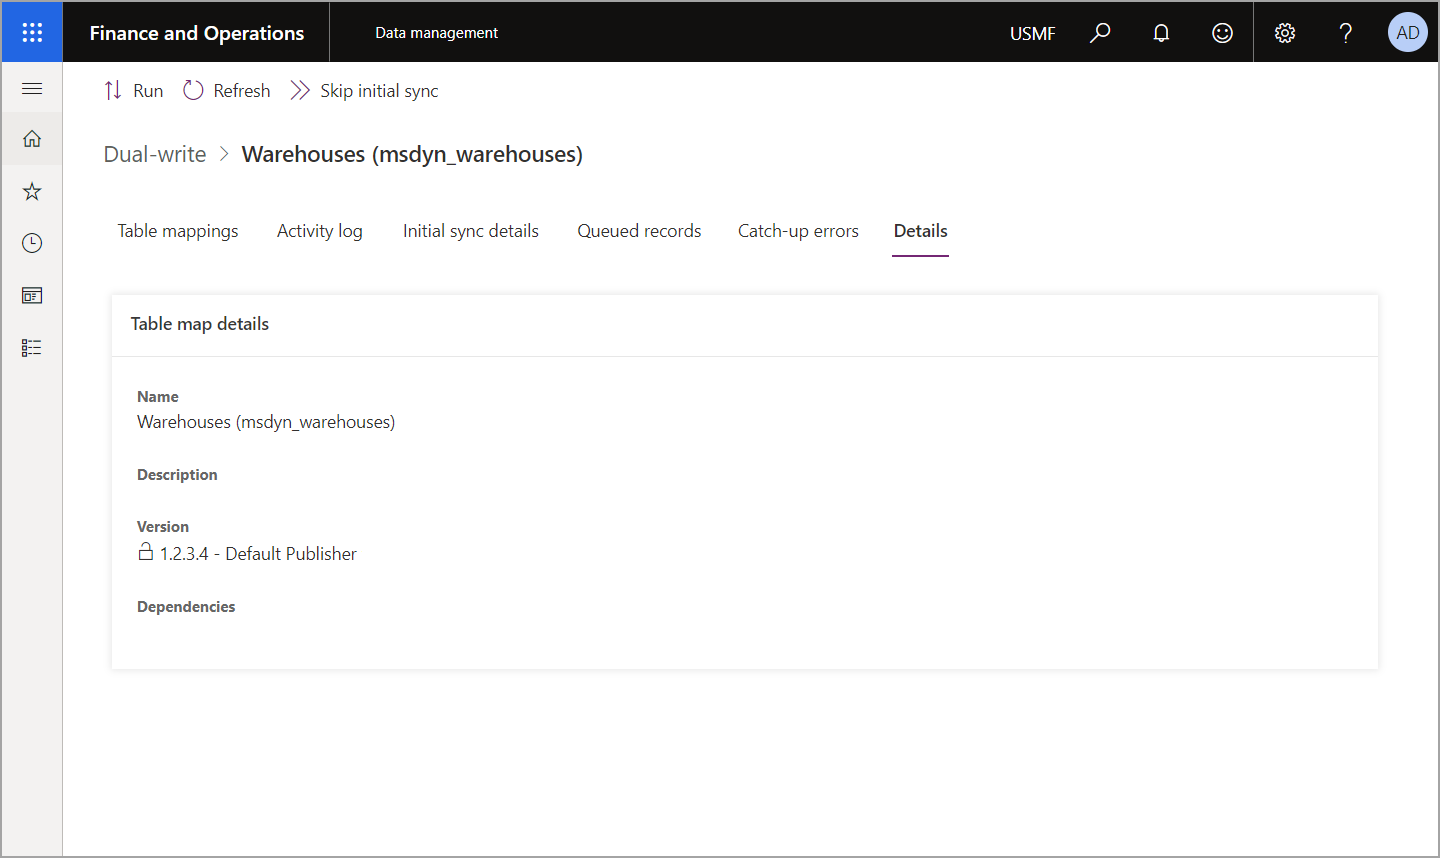 Finance and Operations
Data management
USMF
AD
Run
Refresh
Skip initial sync
Dual-write > Warehouses (msdyn_warehouses)
Table mappings
Activity log
Initial sync details
Queued records
Catch-up errors
Details
Table map details
Name
Warehouses (msdyn_warehouses)
Description
Version
1.2.3.4 - Default Publisher
Dependencies